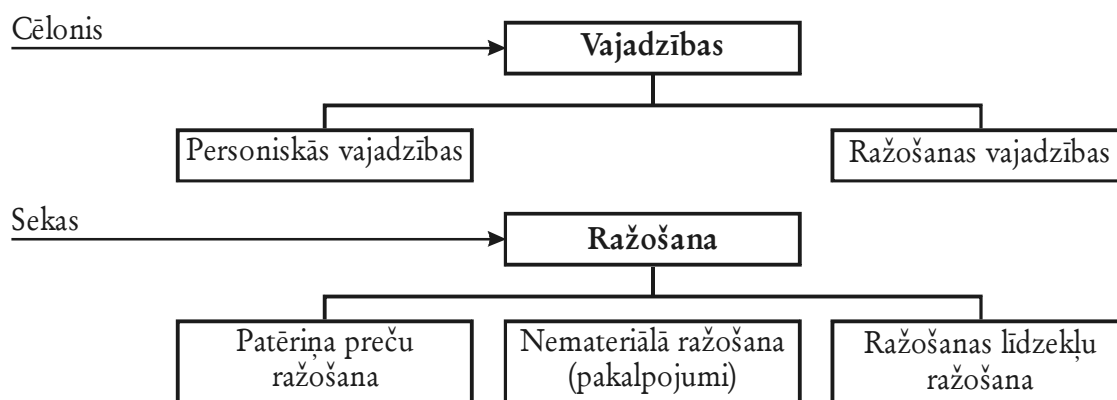 Cēlonis
Vajadzības
Personiskās vajadzības
Ražošanas vajadzības
Sekas
Ražošana
Patēriņa preču
ražošana
Nemateriālā ražošana
(pakalpojumi)
Ražošanas līdzekļu
ražošana